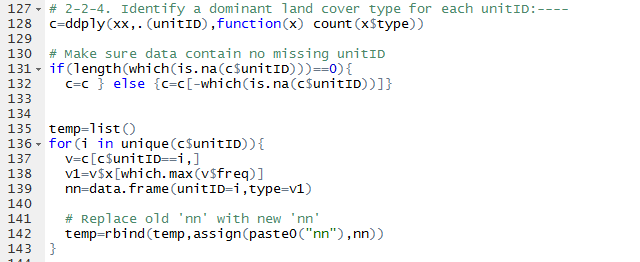 127 # 2-2-4. Identify a dominant land cover type for each unitID:----
128 c=ddply(xx,.(unitID),function(x) count(x$type))
129
130 # Make sure data contain no missing unitID
131 if(length(which(is.na(c$unitID)))==0){
132 c=c } else {c=c[-which(is.na(c$unitID))]}
133
134
135 temp=list()
136 for(i in unique(c$unitID)){
137 v=c[c$unitID==i,]
138 v1=v$x[which.max(v$freq)]
139 nn=data.frame(unitID=i,type=v1)
140
141 # Replace old 'nn' with new 'nn'
142 temp=rbind(temp,assign(paste0("nn"),nn))
143 }